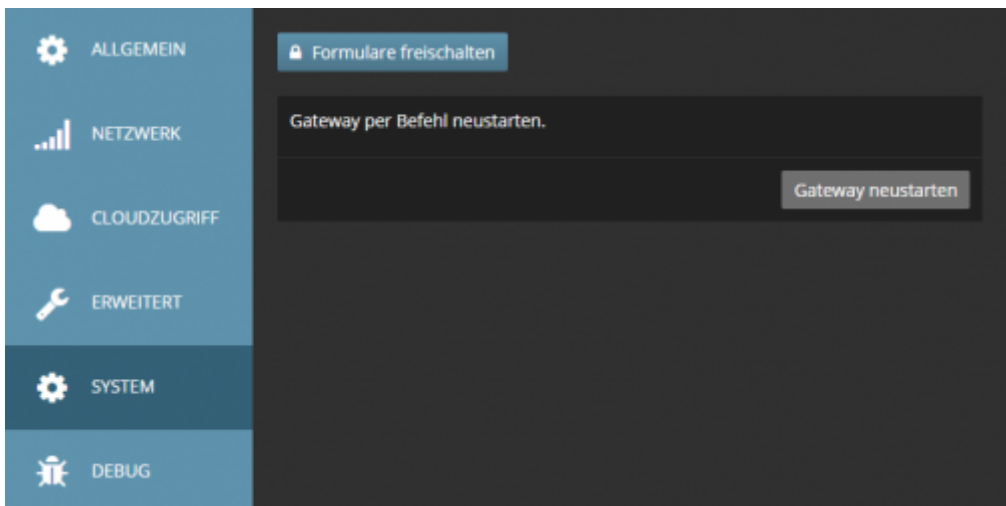 ALLGEMEIN
NETZWERK
CLOUDZUGRIFF
ERWEITERT
SYSTEM
DEBUG
Formulare freischalten
Gateway per Befehl neustarten.
Gateway neustarten